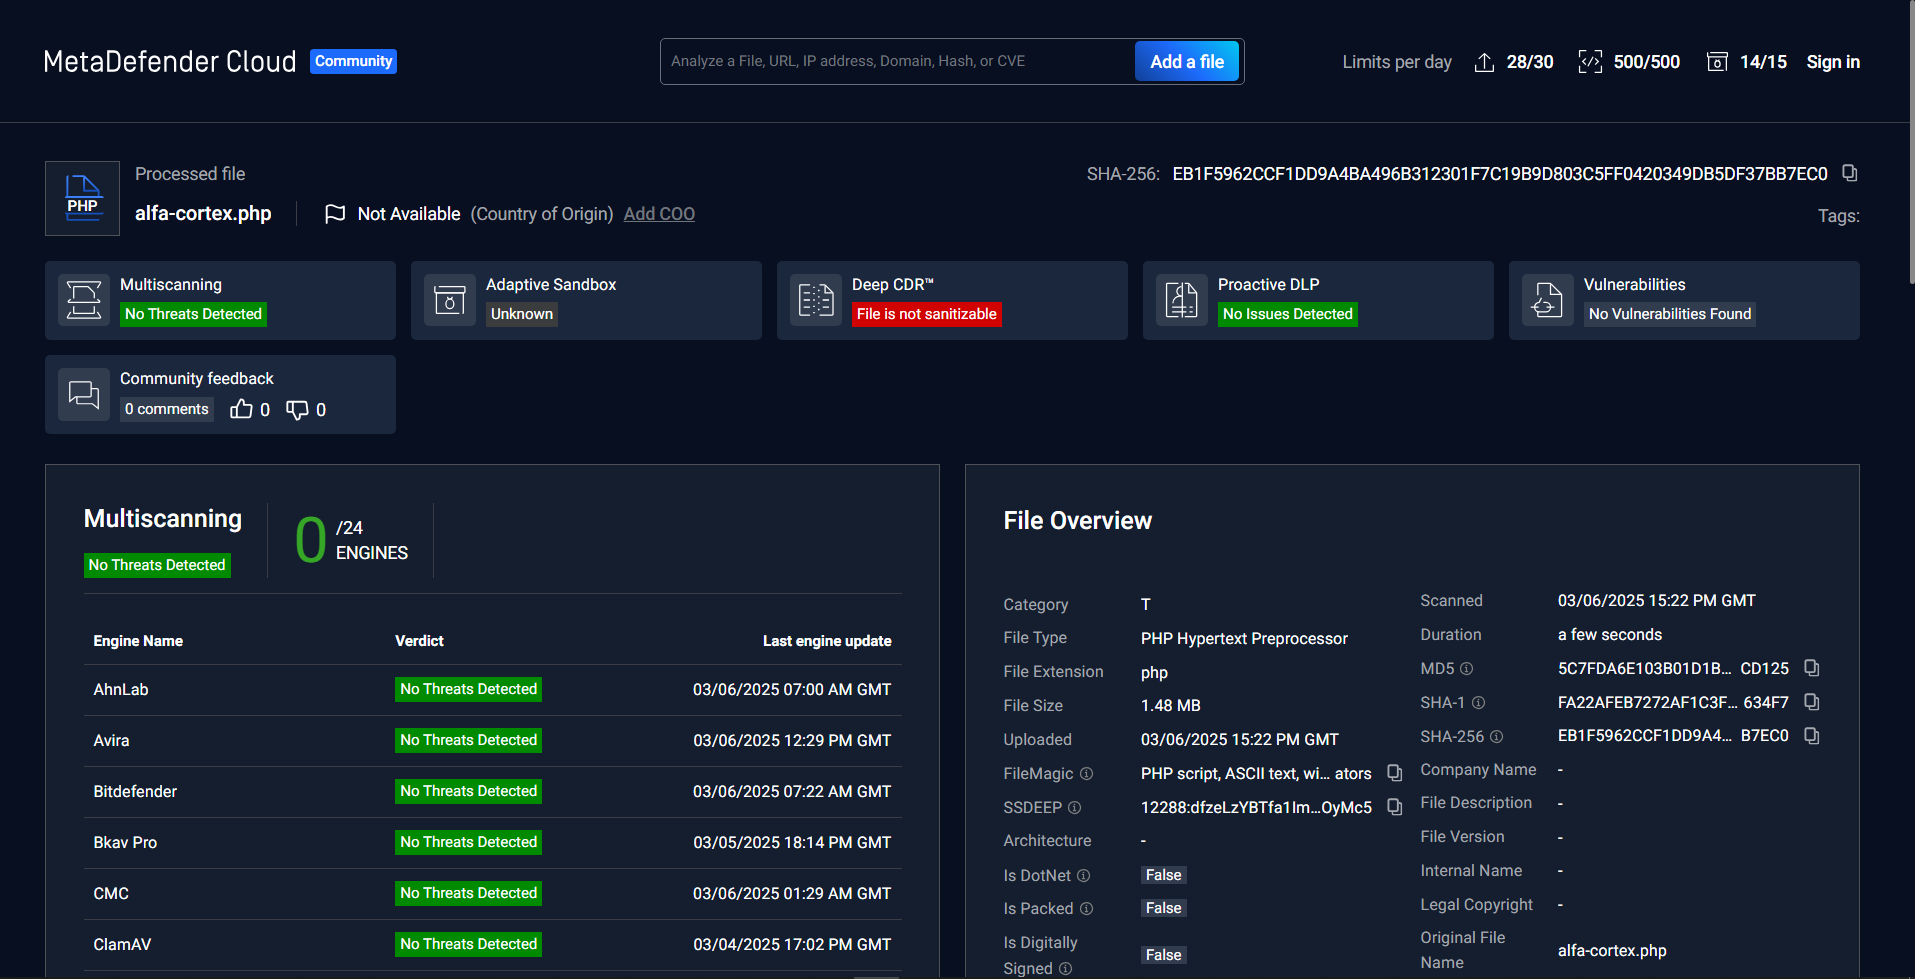 MetaDefender Cloud Community
Analyze a File, URL, IP address, Domain, Hash, or CVE
Add a file
Limits per day 28/30 500/500 14/15 Sign in
PHP
Processed file
alfa-cortex.php
Not Available (Country of Origin) Add COO
SHA-256: EB1F5962CCF1DD9A4BA496B312301F7C19B9D803C5FF0420349DB5DF37BB7EC0
Tags:
Multiscanning
No Threats Detected
Adaptive Sandbox
Unknown
Deep CDR™
File is not sanitizable
Proactive DLP
No Issues Detected
Vulnerabilities
No Vulnerabilities Found
Community feedback
0 comments 0 0
Multiscanning
No Threats Detected
0 /24
ENGINES
Engine Name Verdict Last engine update
AhnLab No Threats Detected 03/06/2025 07:00 AM GMT
Avira No Threats Detected 03/06/2025 12:29 PM GMT
Bitdefender No Threats Detected 03/06/2025 07:22 AM GMT
Bkav Pro No Threats Detected 03/05/2025 18:14 PM GMT
CMC No Threats Detected 03/06/2025 01:29 AM GMT
ClamAV No Threats Detected 03/04/2025 17:02 PM GMT
File Overview
Category T
File Type PHP Hypertext Preprocessor
File Extension php
File Size 1.48 MB
Uploaded 03/06/2025 15:22 PM GMT
FileMagic PHP script, ASCII text, wi... ators
SSDEEP 12288:dfzeLzYBTfa1Im...OyMc5
Architecture -
Is DotNet False
Is Packed False
Is Digitally
Signed False
Scanned 03/06/2025 15:22 PM GMT
Duration a few seconds
MD5 5C7FDA6E103B01D1B... CD125
SHA-1 FA22AFEB7272AF1C3F... 634F7
SHA-256 EB1F5962CCF1DD9A4... B7EC0
Company Name -
File Description -
File Version -
Internal Name -
Legal Copyright -
Original File
Name alfa-cortex.php